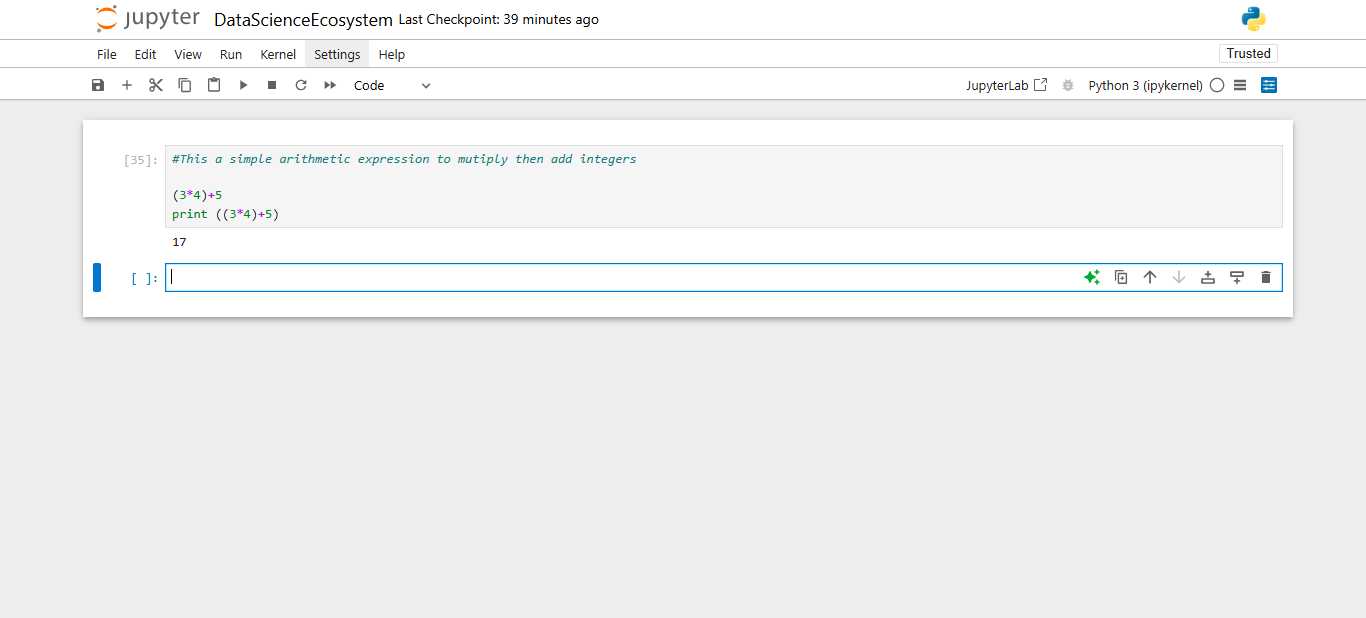 jupyter DataScienceEcosystem Last Checkpoint: 39 minutes ago
File Edit View Run Kernel Settings Help Trusted
Code JupyterLab Python 3 (ipykernel)
[35]: #This a simple arithmetic expression to mutiply then add integers
(3*4)+5
print ((3*4)+5)
17
[ ]: